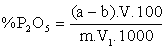 %P₂O₅ = (a – b).V.100
m.V₁.1000